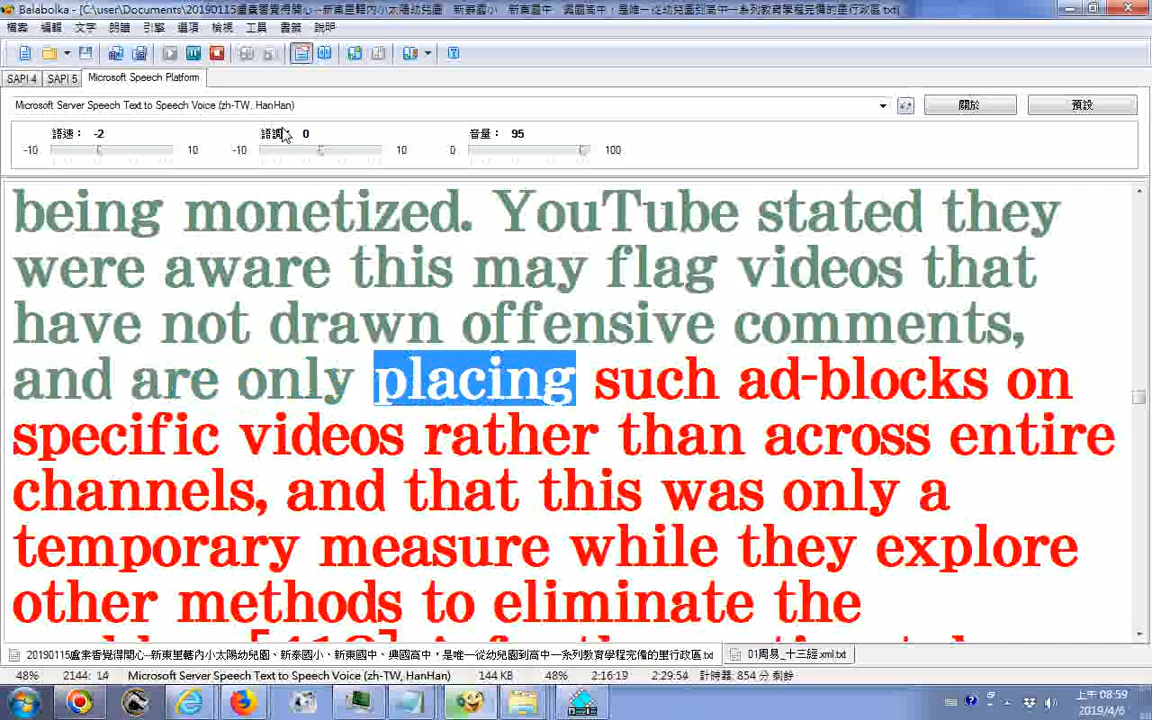 Balabolka - [C:\user\Documents\20190115盧紫香覺得開心--新東里轄內小太陽幼兒園、新泰國小、新東國中、興國高中，是唯一從幼兒園到高中一系列教育學程完備的里行政區.txt]
檔案 編輯 文字 朗讀 引擎 選項 檢視 工具 書籤 說明
SAPI 4 SAPI 5 Microsoft Speech Platform
Microsoft Server Speech Text to Speech Voice (zh-TW, HanHan) 關於 預設
語速： -2 語調： 0 音量： 95
-10 10 -10 10 0 100
being monetized. YouTube stated they
were aware this may flag videos that
have not drawn offensive comments,
and are only placing such ad-blocks on
specific videos rather than across entire
channels, and that this was only a
temporary measure while they explore
other methods to eliminate the
20190115盧紫香覺得開心--新東里轄內小太陽幼兒園、新泰國小、新東國中、興國高中，是唯一從幼兒園到高中一系列教育學程完備的里行政區.txt 01周易_十三經.xml.txt
48% 2144: 14 Microsoft Server Speech Text to Speech Voice (zh-TW, HanHan) 144 KB 48% 2:16:19 2:29:54 計時器: 854 分 剩餘
上午 08:59
2019/4/6